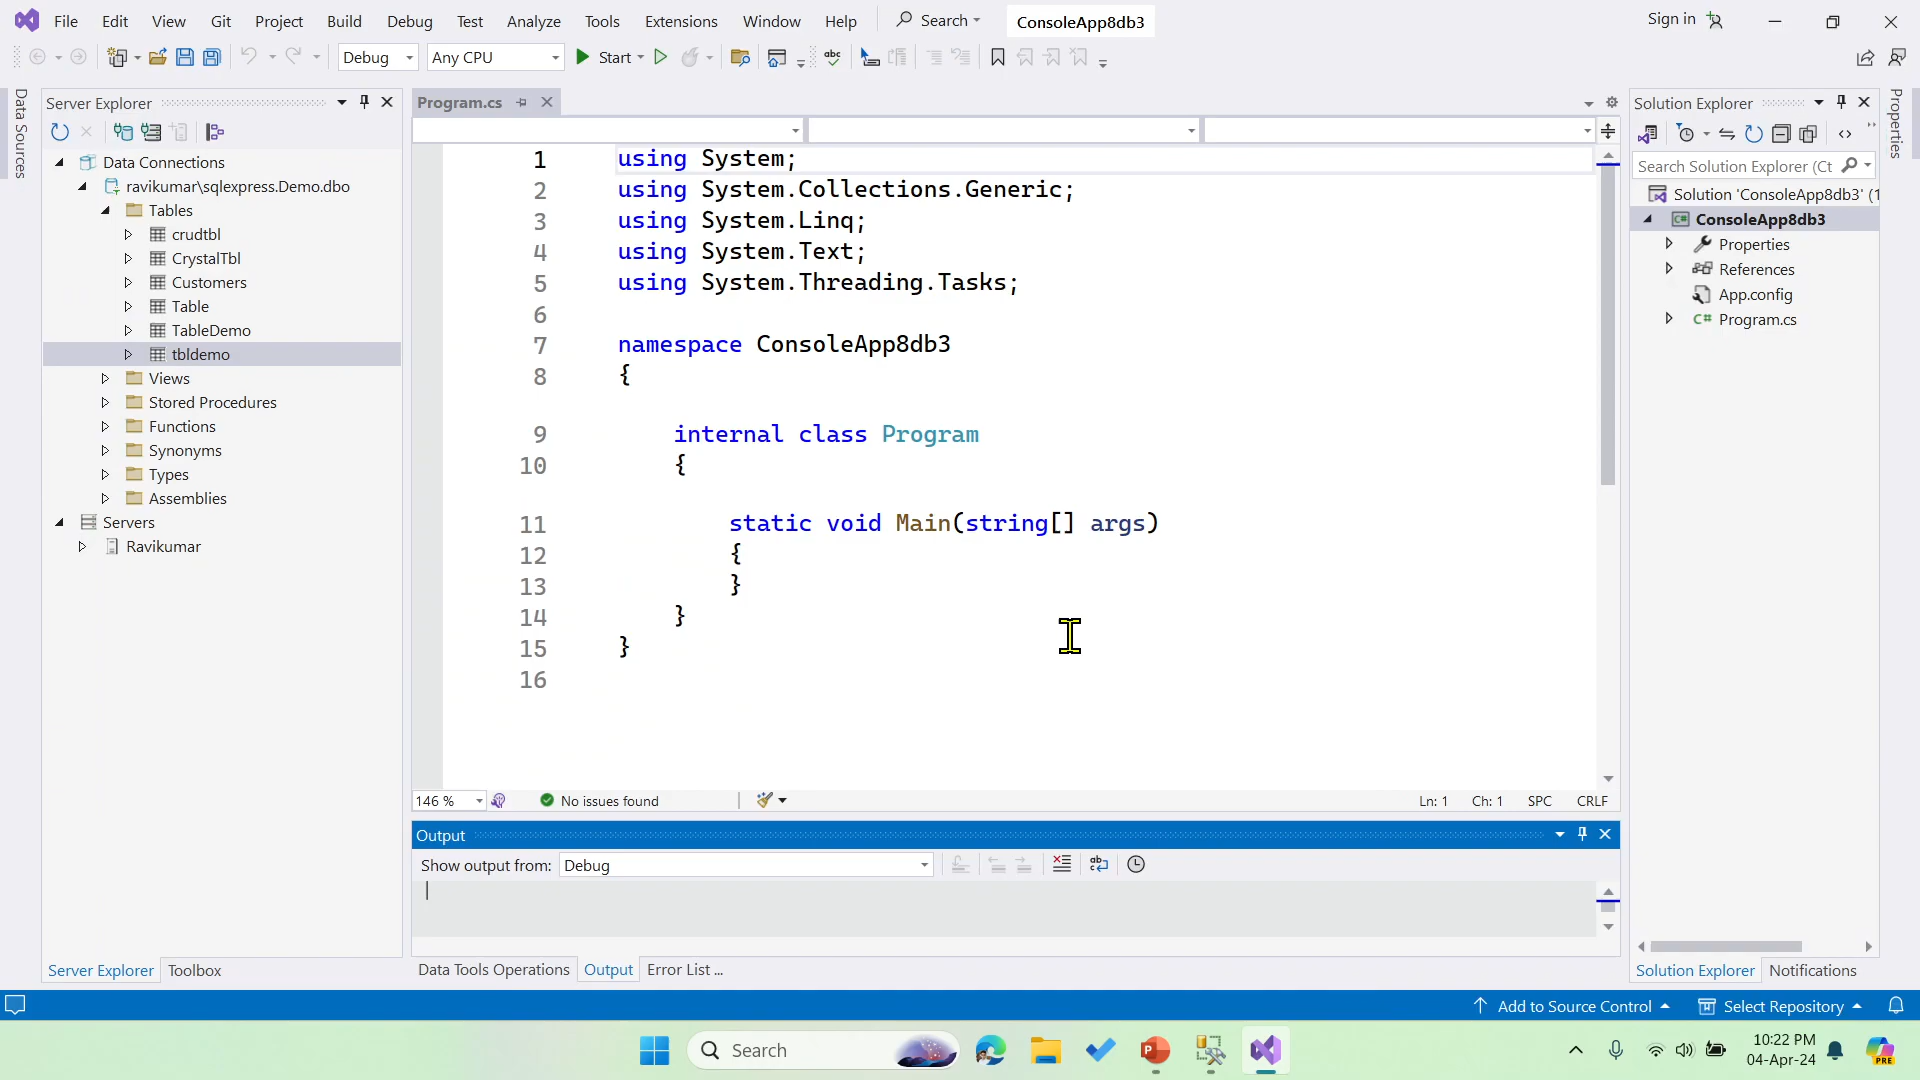 File Edit View Git Project Build Debug Test Analyze Tools Extensions Window Help Search ConsoleApp8db3 Sign in
Debug Any CPU Start
Data Sources
Server Explorer
Data Connections
ravikumar\sqlexpress.Demo.dbo
Tables
crudtbl
CrystalTbl
Customers
Table
TableDemo
tbldemo
Views
Stored Procedures
Functions
Synonyms
Types
Assemblies
Servers
Ravikumar
Server Explorer Toolbox
Program.cs
1 using System;
2 using System.Collections.Generic;
3 using System.Linq;
4 using System.Text;
5 using System.Threading.Tasks;
6
7 namespace ConsoleApp8db3
8 {
9 internal class Program
10 {
11 static void Main(string[] args)
12 {
13 }
14 }
15 }
16
146 % No issues found Ln: 1 Ch: 1 SPC CRLF
Output
Show output from: Debug
Data Tools Operations Output Error List ...
Solution Explorer
Search Solution Explorer (Ct
Solution 'ConsoleApp8db3' (1
ConsoleApp8db3
Properties
References
App.config
C# Program.cs
Solution Explorer Notifications
Properties
Add to Source Control Select Repository
Search
10:22 PM
04-Apr-24
PRE